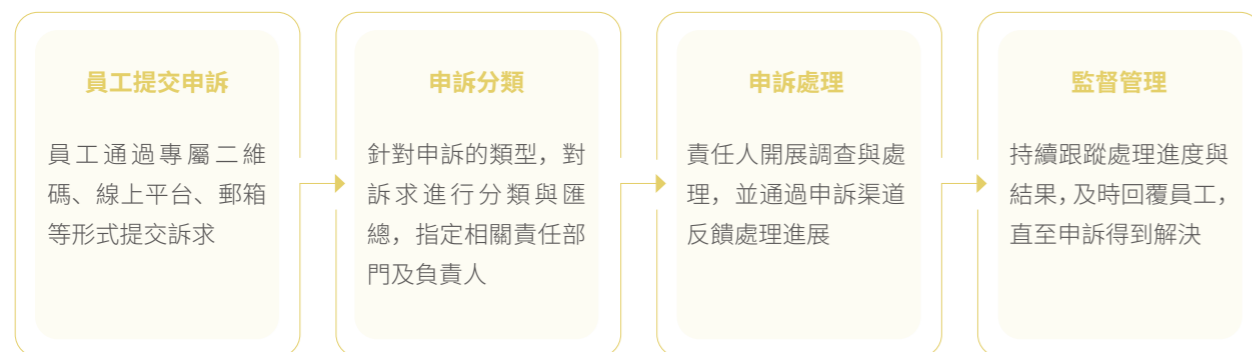 員工提交申訴
員工通過專屬二維
碼、線上平台、郵箱
等形式提交訴求
申訴分類
針對申訴的類型，對
訴求進行分類與匯
總，指定相關責任部
門及負責人
申訴處理
責任人開展調查與處
理，並通過申訴渠道
反饋處理進展
監督管理
持續跟蹤處理進度與
結果，及時回覆員工，
直至申訴得到解決